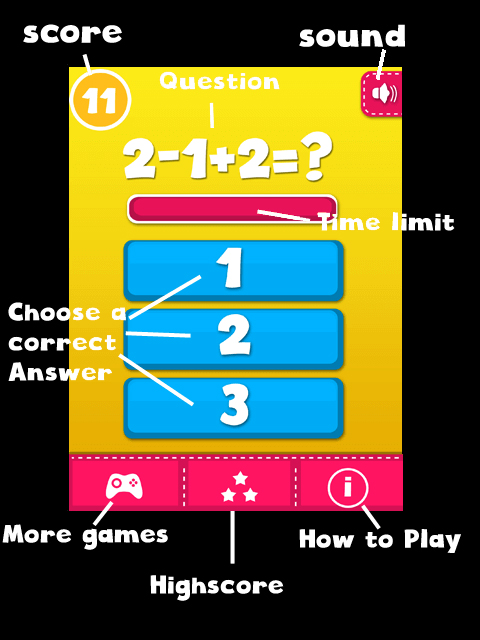 score
sound
11
Question
2-1+2=?
Time limit
1
Choose a
correct
Answer
2
3
i
More games
How to Play
Highscore